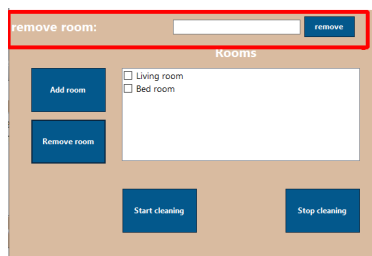 remove room:
remove
Rooms
Add room
Living room
Bed room
Remove room
Start cleaning
Stop cleaning